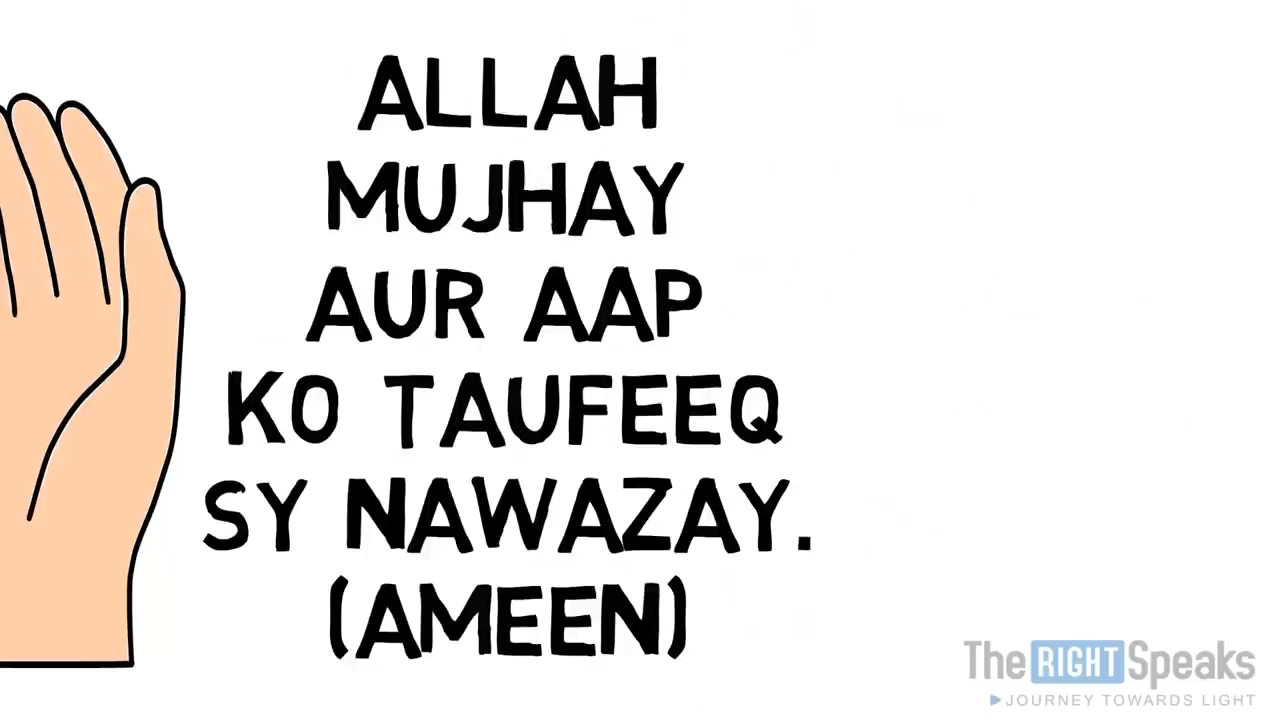 ALLAH
MUJHAY
AUR AAP
KO TAUFEEQ
SY NAWAZAY.
(AMEEN)
The RIGHT Speaks
JOURNEY TOWARDS LIGHT